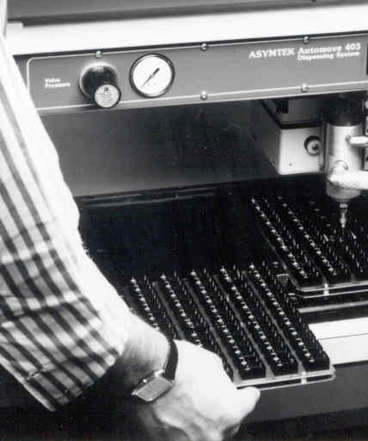 ASYMTEK Automove 403
Dispensing System
Valve
Pressure